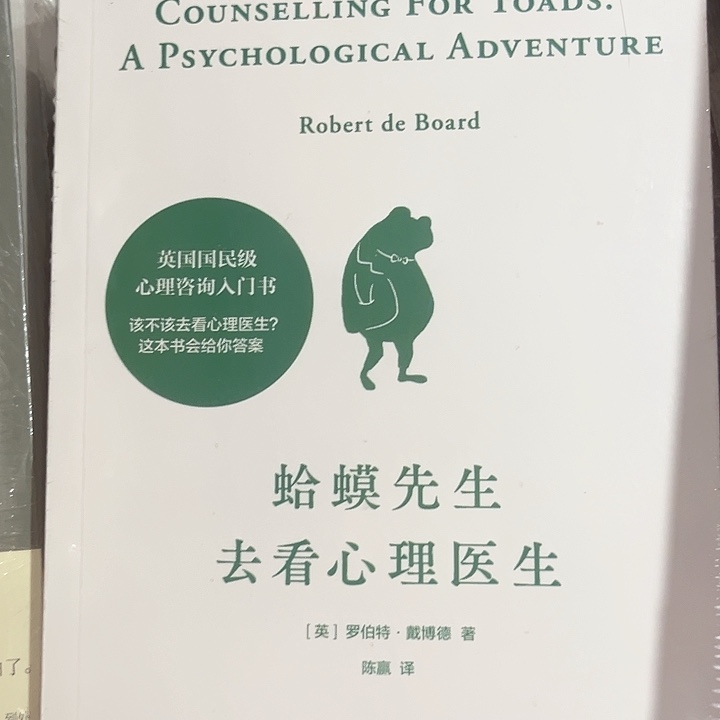 COUNSELLING FOR TOADS:
A PSYCHOLOGICAL ADVENTURE
Robert de Board
英国国民级
心理咨询入门书
该不该去看心理医生?
这本书会给你答案
蛤蟆先生
去看心理医生
[英] 罗伯特·戴博德 著
陈赢 译
了。